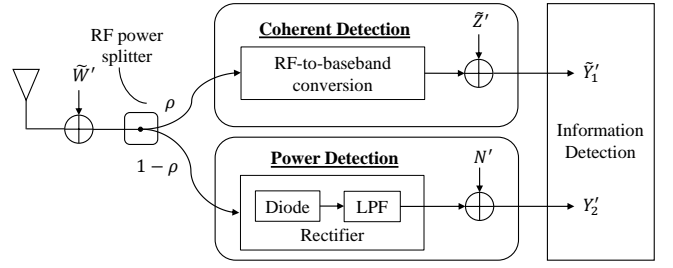 RF power
splitter
W̃′
ρ
1 − ρ
Coherent Detection
RF-to-baseband
conversion
Z̃′
Ỹ′₁
Power Detection
Diode
LPF
Rectifier
N′
Y′₂
Information
Detection